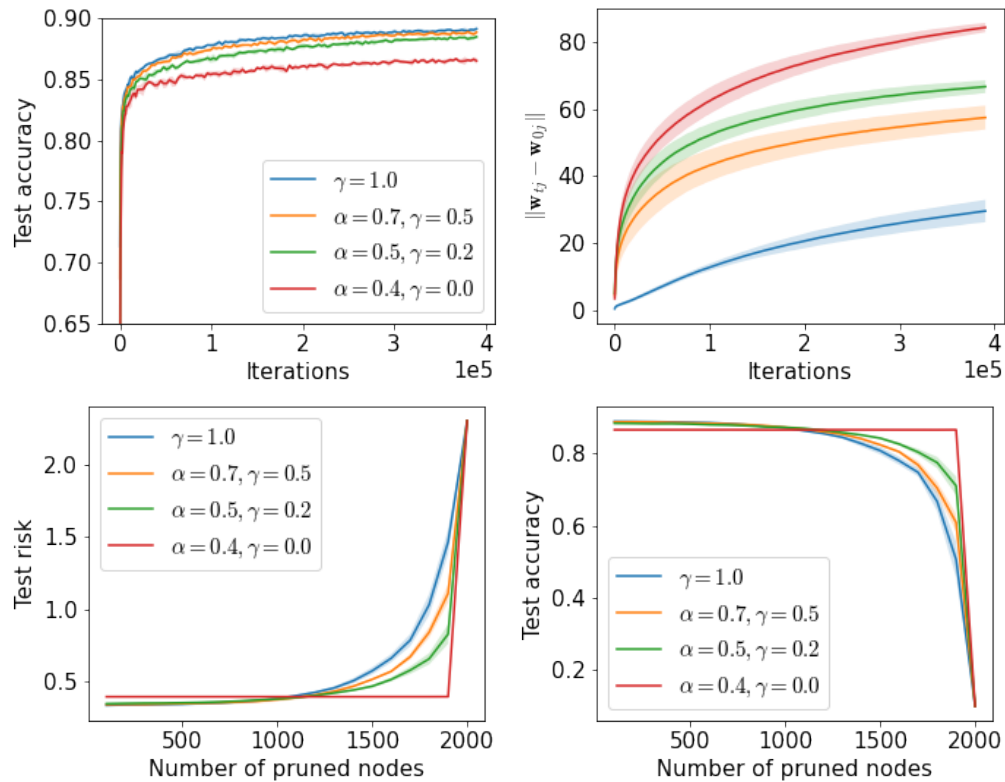 0.90
0.85
0.80
0.75
0.70
0.65
Test accuracy
γ = 1.0
α = 0.7, γ = 0.5
α = 0.5, γ = 0.2
α = 0.4, γ = 0.0
0 1 2 3 4
Iterations
1e5
80
60
40
20
0
‖w_{tj} − w_{0j}‖
0 1 2 3 4
Iterations
1e5
2.0
1.5
1.0
0.5
Test risk
γ = 1.0
α = 0.7, γ = 0.5
α = 0.5, γ = 0.2
α = 0.4, γ = 0.0
500 1000 1500 2000
Number of pruned nodes
0.8
0.6
0.4
0.2
Test accuracy
γ = 1.0
α = 0.7, γ = 0.5
α = 0.5, γ = 0.2
α = 0.4, γ = 0.0
500 1000 1500 2000
Number of pruned nodes